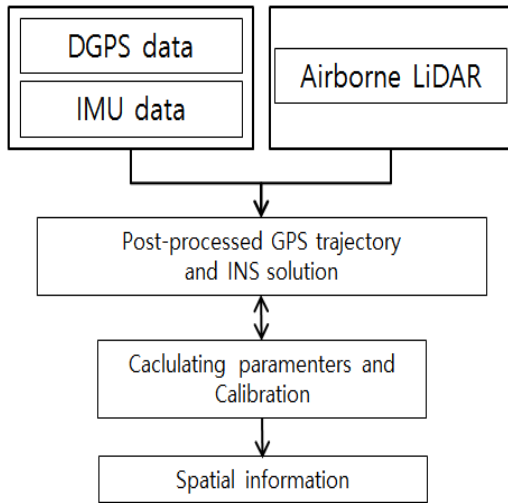 DGPS data
IMU data
Airborne LiDAR
Post-processed GPS trajectory
and INS solution
Caclulating paramenters and
Calibration
Spatial information